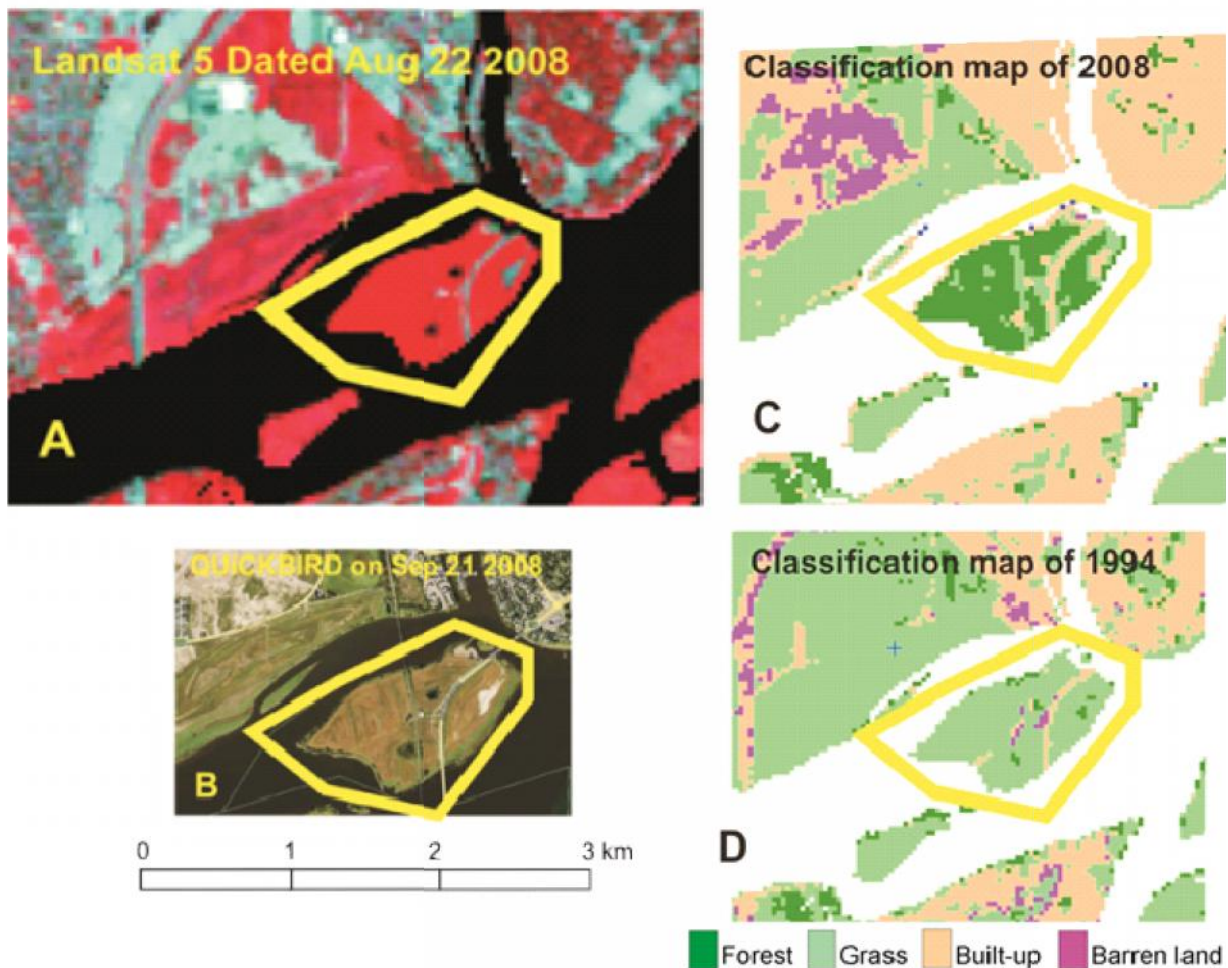 Landsat 5 Dated Aug 22 2008
A
Classification map of 2008
C
QUICKBIRD on Sep 21 2008
B
0 1 2 3 km
Classification map of 1994
D
Forest Grass Built-up Barren land